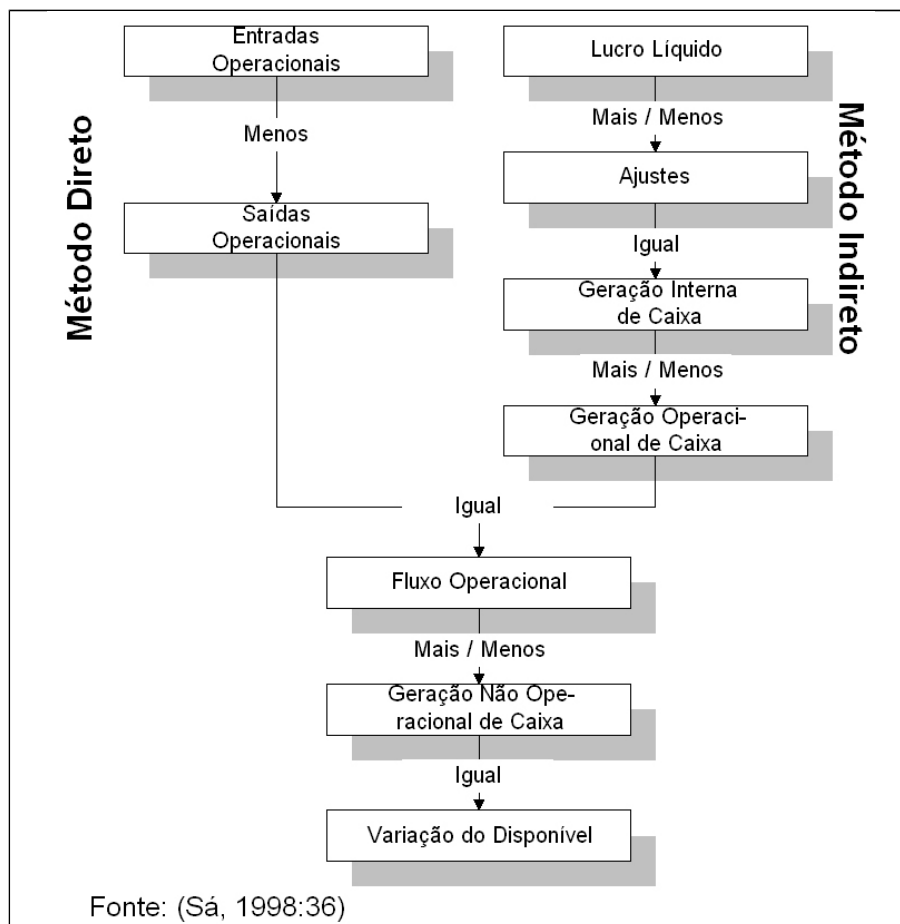 Método Direto
Entradas
Operacionais
Menos
Saídas
Operacionais
Método Indireto
Lucro Líquido
Mais / Menos
Ajustes
Igual
Geração Interna
de Caixa
Mais / Menos
Geração Operaci-
onal de Caixa
Igual
Fluxo Operacional
Mais / Menos
Geração Não Ope-
racional de Caixa
Igual
Variação do Disponível
Fonte: (Sá, 1998:36)